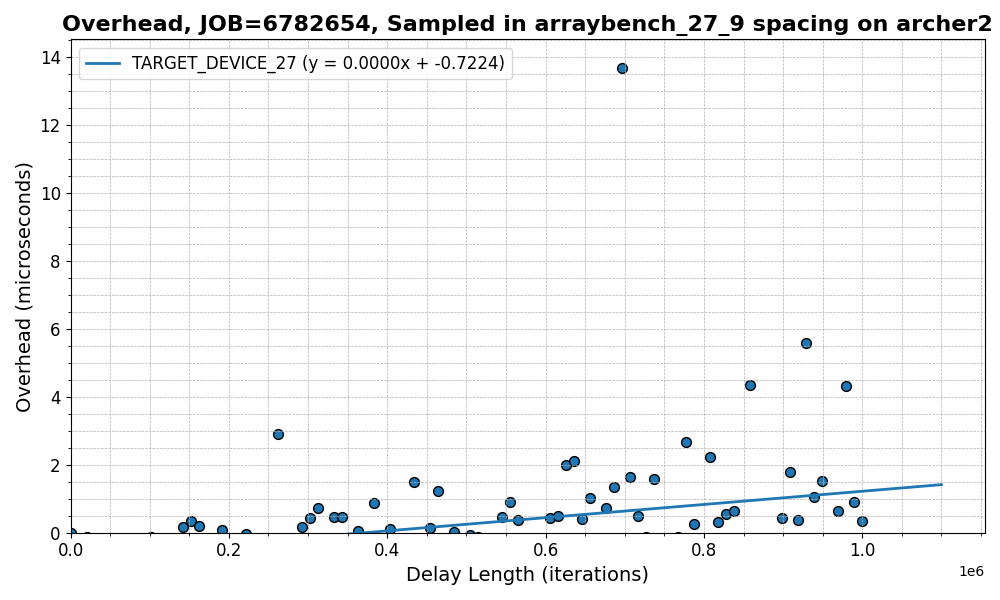 Overhead, JOB=6782654, Sampled in arraybench_27_9 spacing on archer2
TARGET_DEVICE_27 (y = 0.0000x + -0.7224)
14
12
10
8
6
4
2
0
Overhead (microseconds)
0.0 0.2 0.4 0.6 0.8 1.0
1e6
Delay Length (iterations)